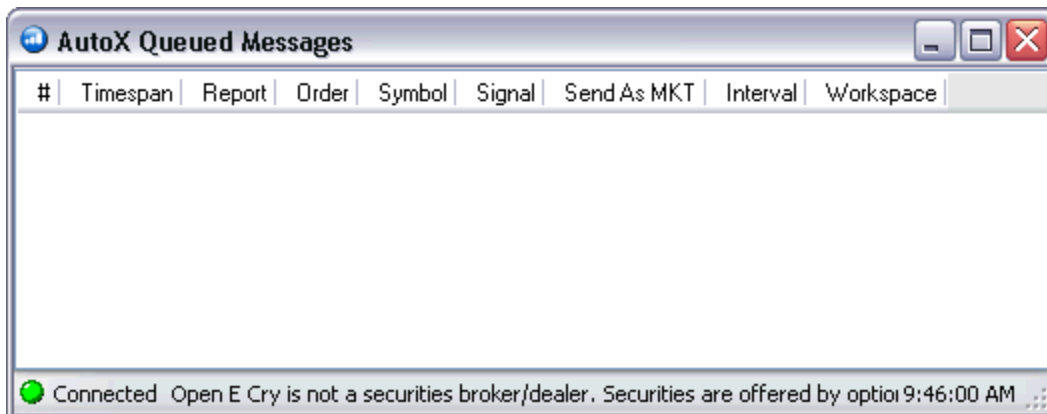 AutoX Queued Messages
# Timespan Report Order Symbol Signal Send As MKT Interval Workspace
Connected Open E Cry is not a securities broker/dealer. Securities are offered by option 9:46:00 AM